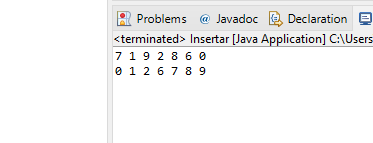 Problems @ Javadoc Declaration
<terminated> Insertar [Java Application] C:\Users
7 1 9 2 8 6 0
0 1 2 6 7 8 9